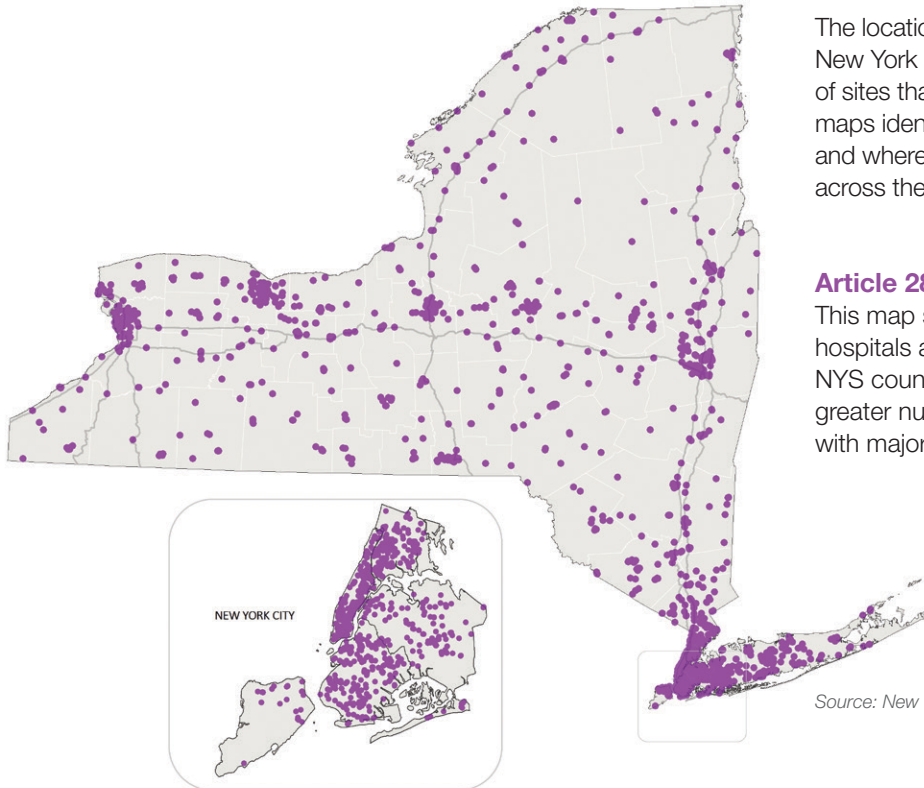 The locatio
New York
of sites tha
maps iden
and where
across the
Article 28
This map s
hospitals a
NYS coun
greater nu
with major
NEW YORK CITY
Source: New